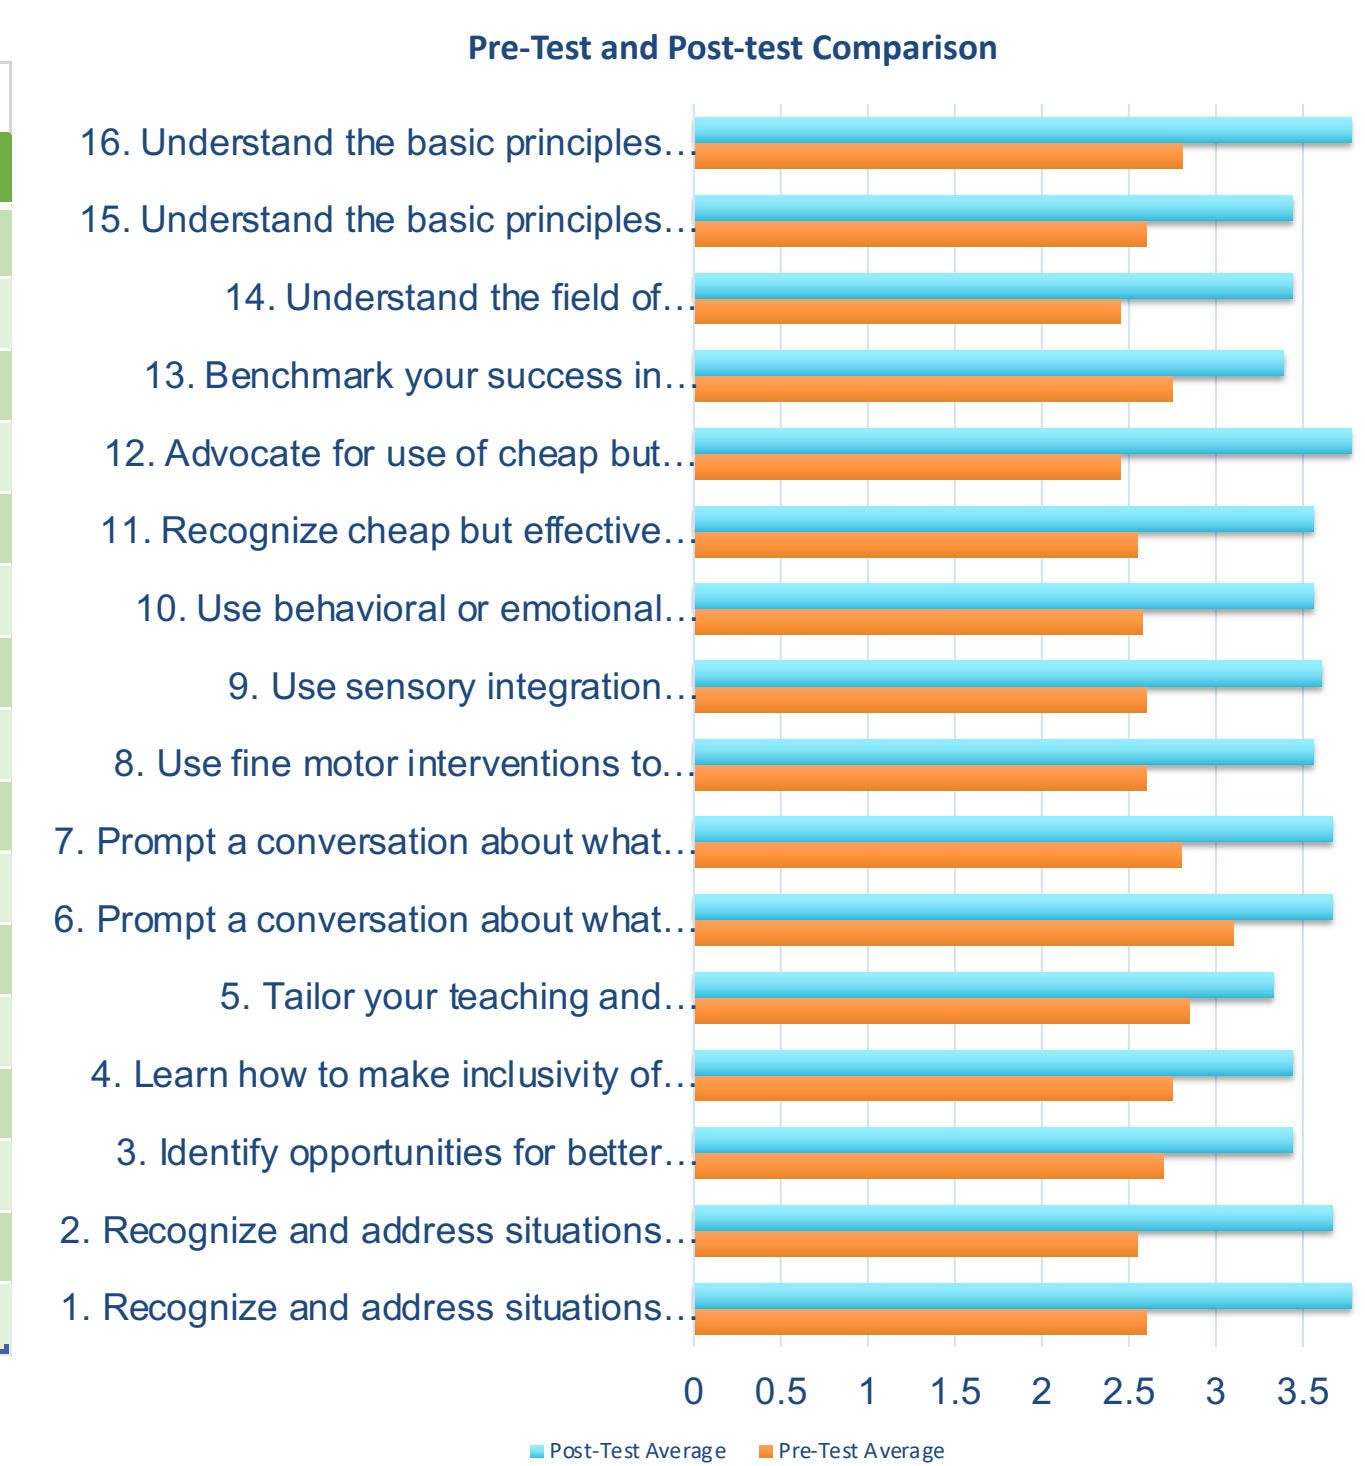 Pre-Test and Post-test Comparison
16. Understand the basic principles…
15. Understand the basic principles…
14. Understand the field of…
13. Benchmark your success in…
12. Advocate for use of cheap but…
11. Recognize cheap but effective…
10. Use behavioral or emotional…
9. Use sensory integration…
8. Use fine motor interventions to…
7. Prompt a conversation about what…
6. Prompt a conversation about what…
5. Tailor your teaching and…
4. Learn how to make inclusivity of…
3. Identify opportunities for better…
2. Recognize and address situations…
1. Recognize and address situations…
0 0.5 1 1.5 2 2.5 3 3.5
Post-Test Average Pre-Test Average